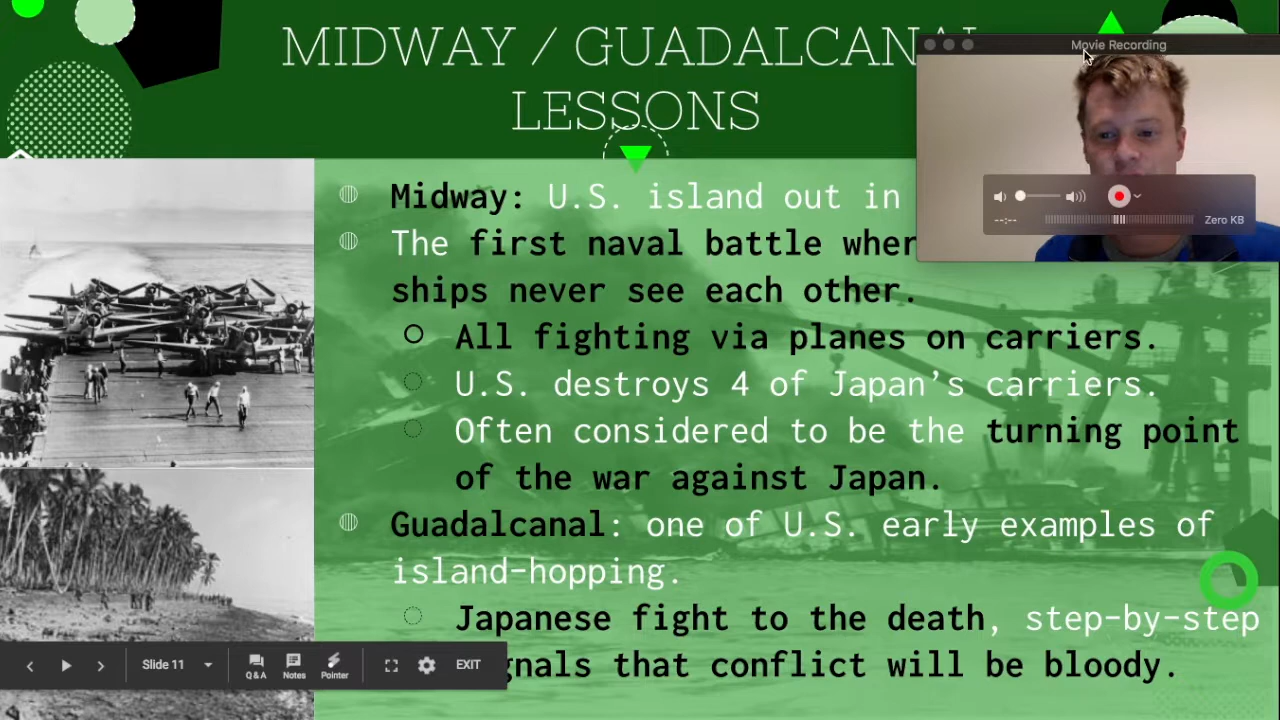 MIDWAY / GUADALCANAL
LESSONS
Movie Recording
Midway: U.S. island out in
The first naval battle wher
ships never see each other.
All fighting via planes on carriers.
U.S. destroys 4 of Japan's carriers.
Often considered to be the turning point
of the war against Japan.
Guadalcanal: one of U.S. early examples of
island-hopping.
Japanese fight to the death, step-by-step
gnals that conflict will be bloody.
--:--
Zero KB
Slide 11
Q & A
Notes
Pointer
EXIT